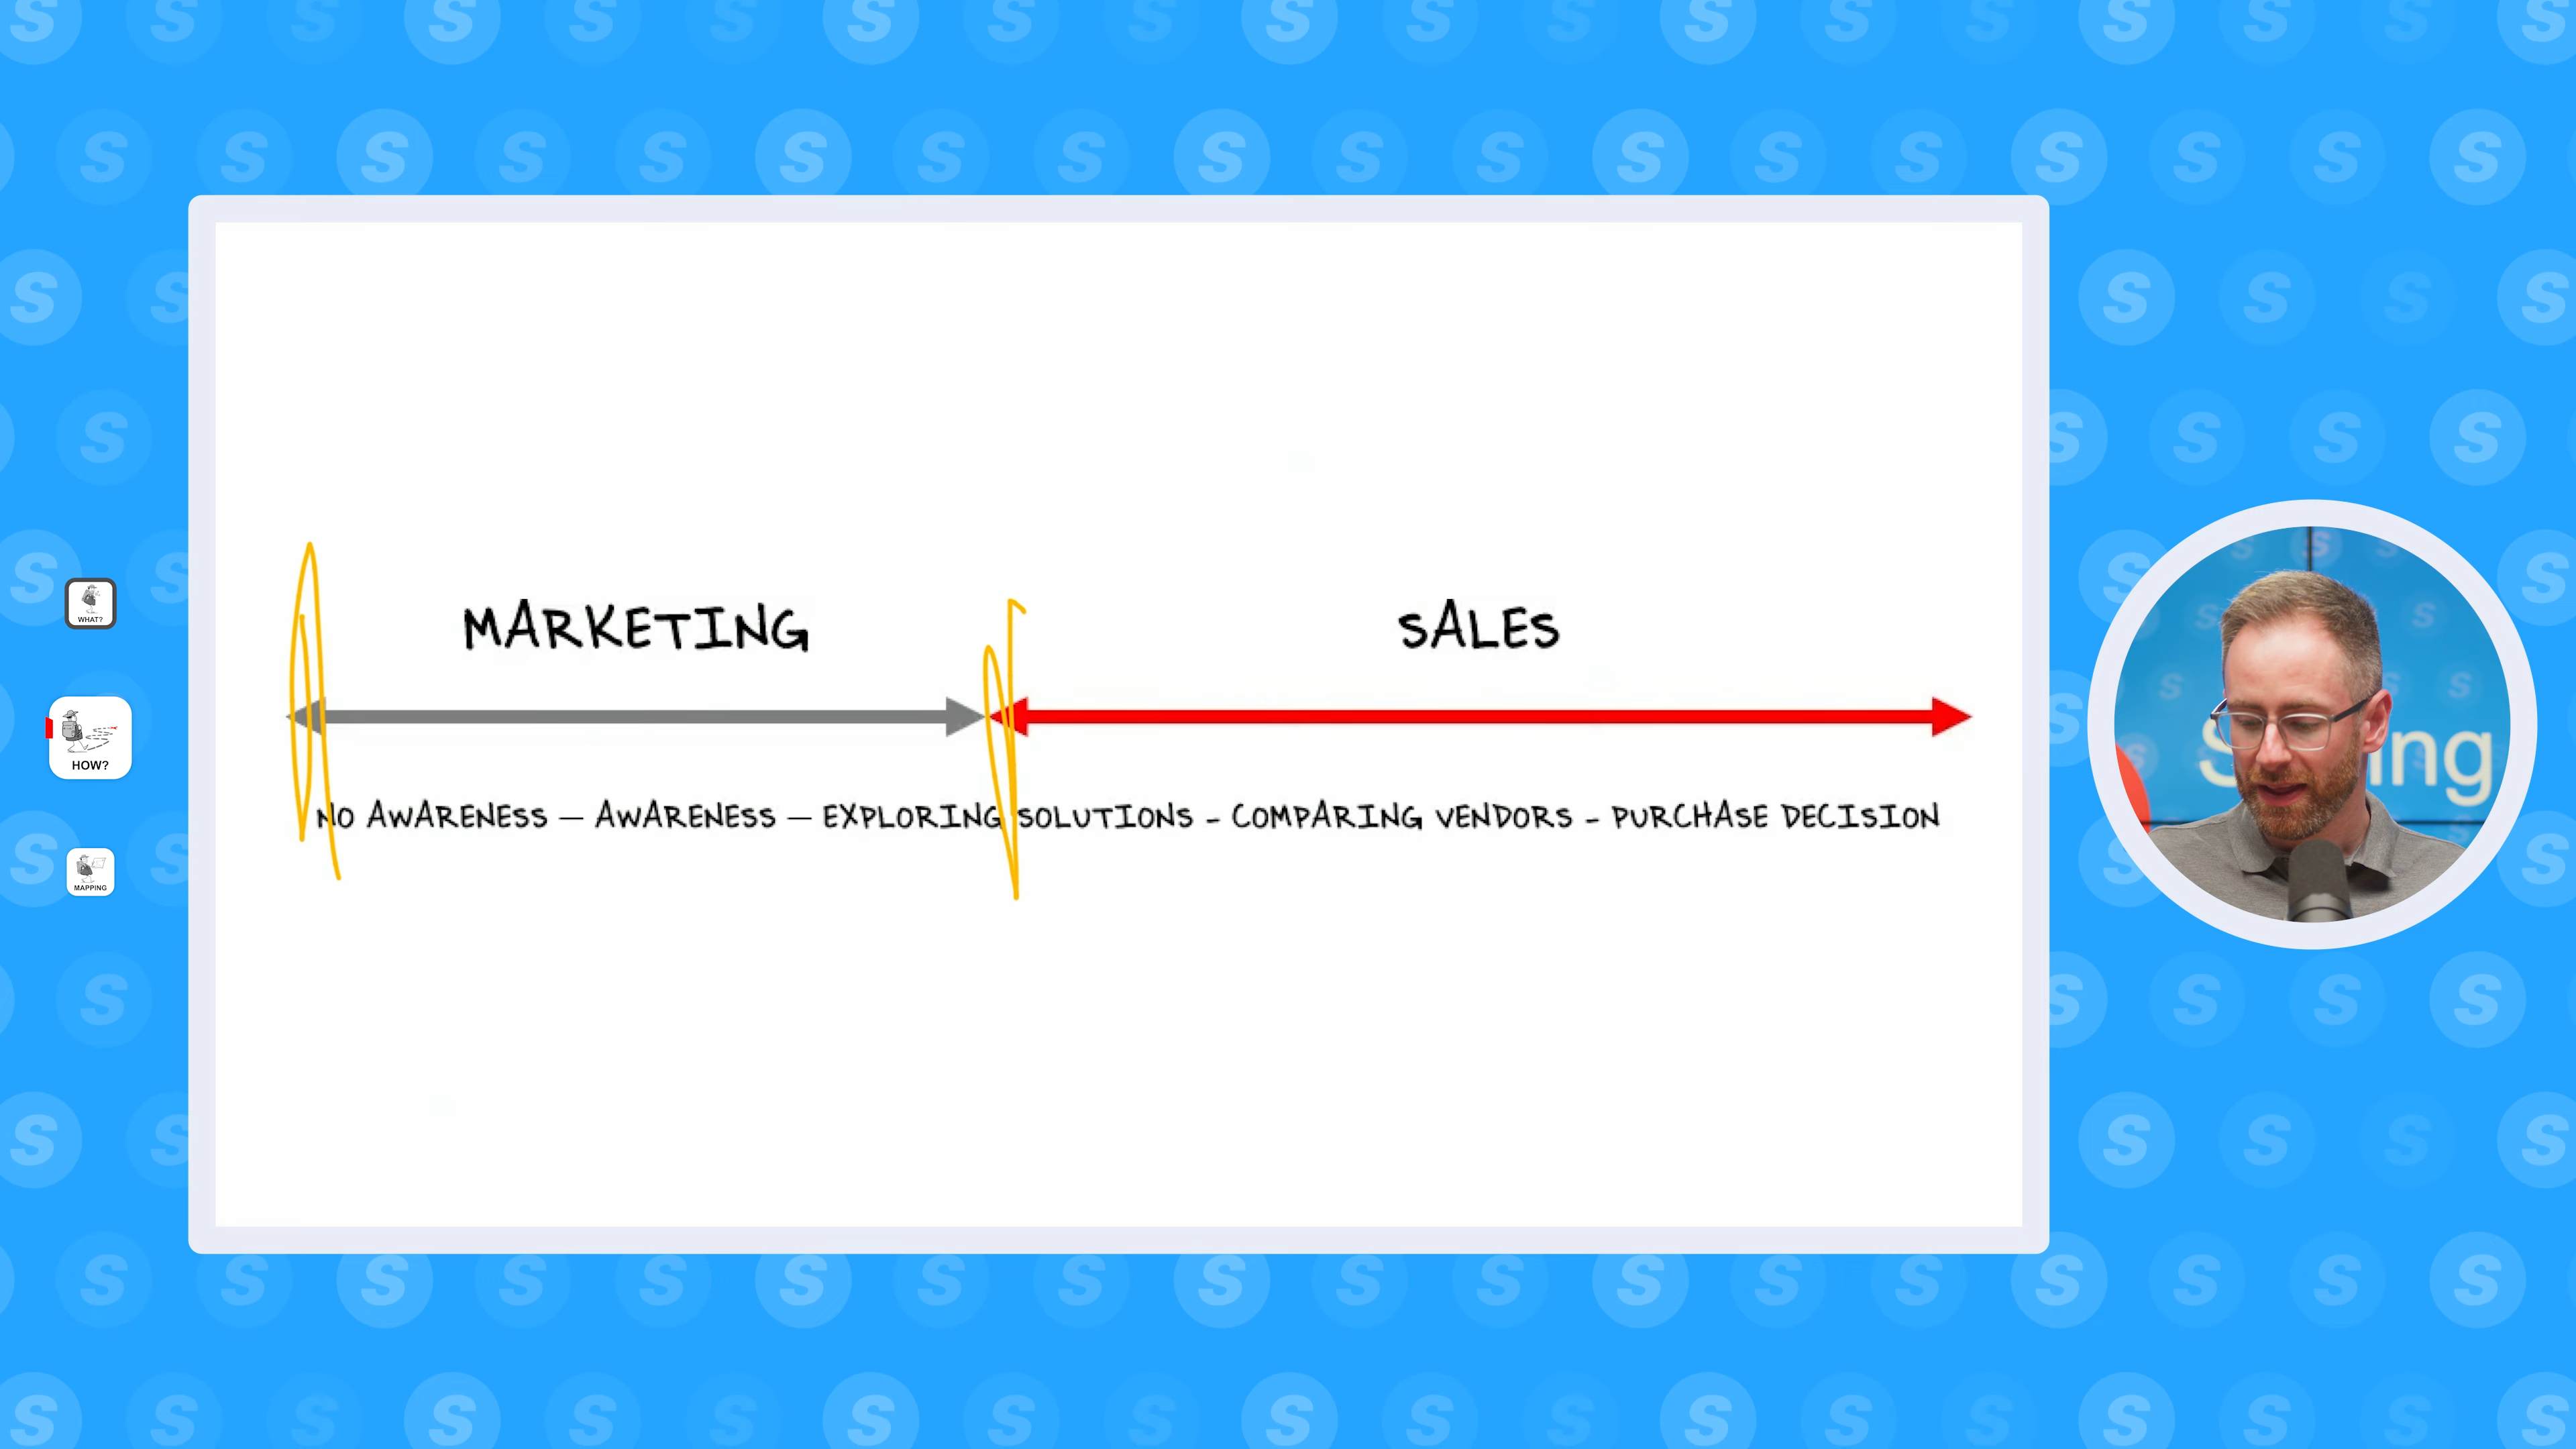 MARKETING
SALES
NO AWARENESS — AWARENESS — EXPLORING SOLUTIONS - COMPARING VENDORS - PURCHASE DECISION
WHAT?
HOW?
MAPPING